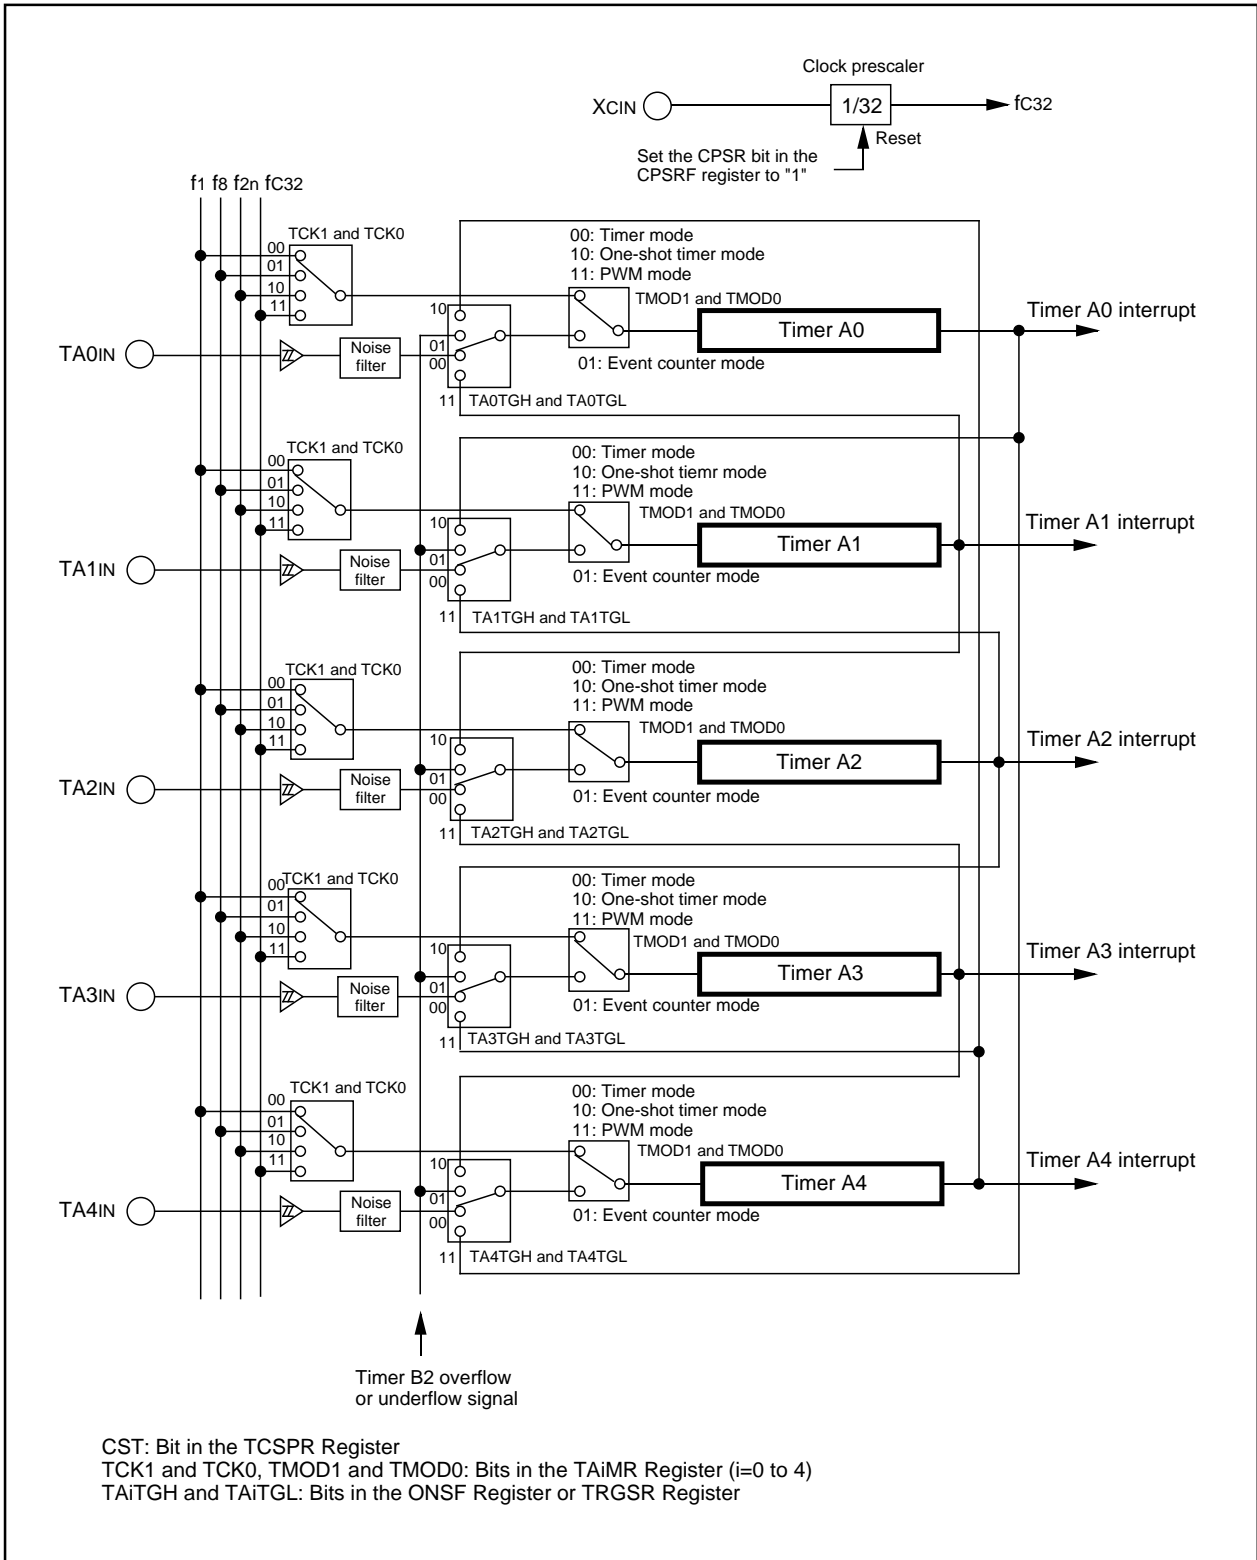 Clock prescaler
XCIN
1/32
fC32
Reset
Set the CPSR bit in the
CPSRF register to "1"
f1 f8 f2n fC32
TCK1 and TCK0
00
01
10
11
00: Timer mode
10: One-shot timer mode
11: PWM mode
TMOD1 and TMOD0
10
01
00
11
TA0IN
Noise
filter
Timer A0
Timer A0 interrupt
01: Event counter mode
TA0TGH and TA0TGL
TCK1 and TCK0
00
01
10
11
00: Timer mode
10: One-shot tiemr mode
11: PWM mode
TMOD1 and TMOD0
10
01
00
11
TA1IN
Noise
filter
Timer A1
Timer A1 interrupt
01: Event counter mode
TA1TGH and TA1TGL
TCK1 and TCK0
00
01
10
11
00: Timer mode
10: One-shot timer mode
11: PWM mode
TMOD1 and TMOD0
10
01
00
11
TA2IN
Noise
filter
Timer A2
Timer A2 interrupt
01: Event counter mode
TA2TGH and TA2TGL
TCK1 and TCK0
00
01
10
11
00: Timer mode
10: One-shot timer mode
11: PWM mode
TMOD1 and TMOD0
10
01
00
11
TA3IN
Noise
filter
Timer A3
Timer A3 interrupt
01: Event counter mode
TA3TGH and TA3TGL
TCK1 and TCK0
00
01
10
11
00: Timer mode
10: One-shot timer mode
11: PWM mode
TMOD1 and TMOD0
10
01
00
11
TA4IN
Noise
filter
Timer A4
Timer A4 interrupt
01: Event counter mode
TA4TGH and TA4TGL
Timer B2 overflow
or underflow signal
CST: Bit in the TCSPR Register
TCK1 and TCK0, TMOD1 and TMOD0: Bits in the TAiMR Register (i=0 to 4)
TAiTGH and TAiTGL: Bits in the ONSF Register or TRGSR Register